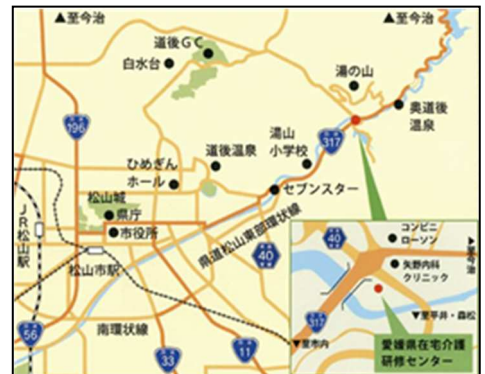 ▲至今治
▲至今治
道後GC
白水台
湯の山
奥道後
温泉
196
317
湯山
小学校
道後温泉
ひめぎん
ホール
セブンスター
松山城
県庁
市役所
JR松山駅
松山市駅
県道松山東部環状線
40
南環状線
56
33
11
40
コンビニ
ローソン
▲至今治
矢野内科
クリニック
317
▼至平井・森松
▼至市内
愛媛県在宅介護
研修センター